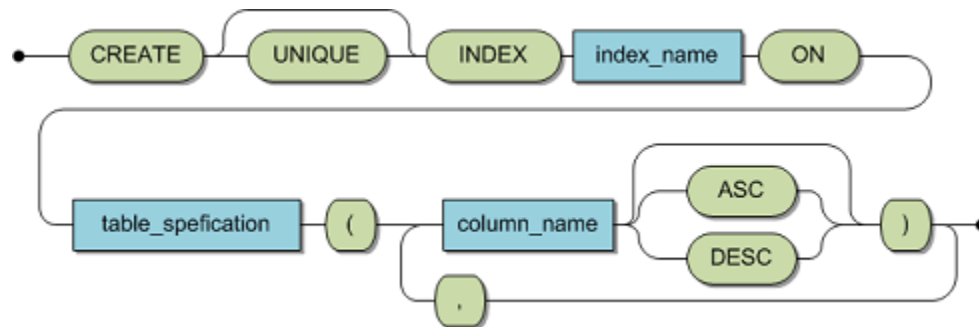 CREATE UNIQUE INDEX index_name ON
table_spefication ( column_name ASC )
DESC
,